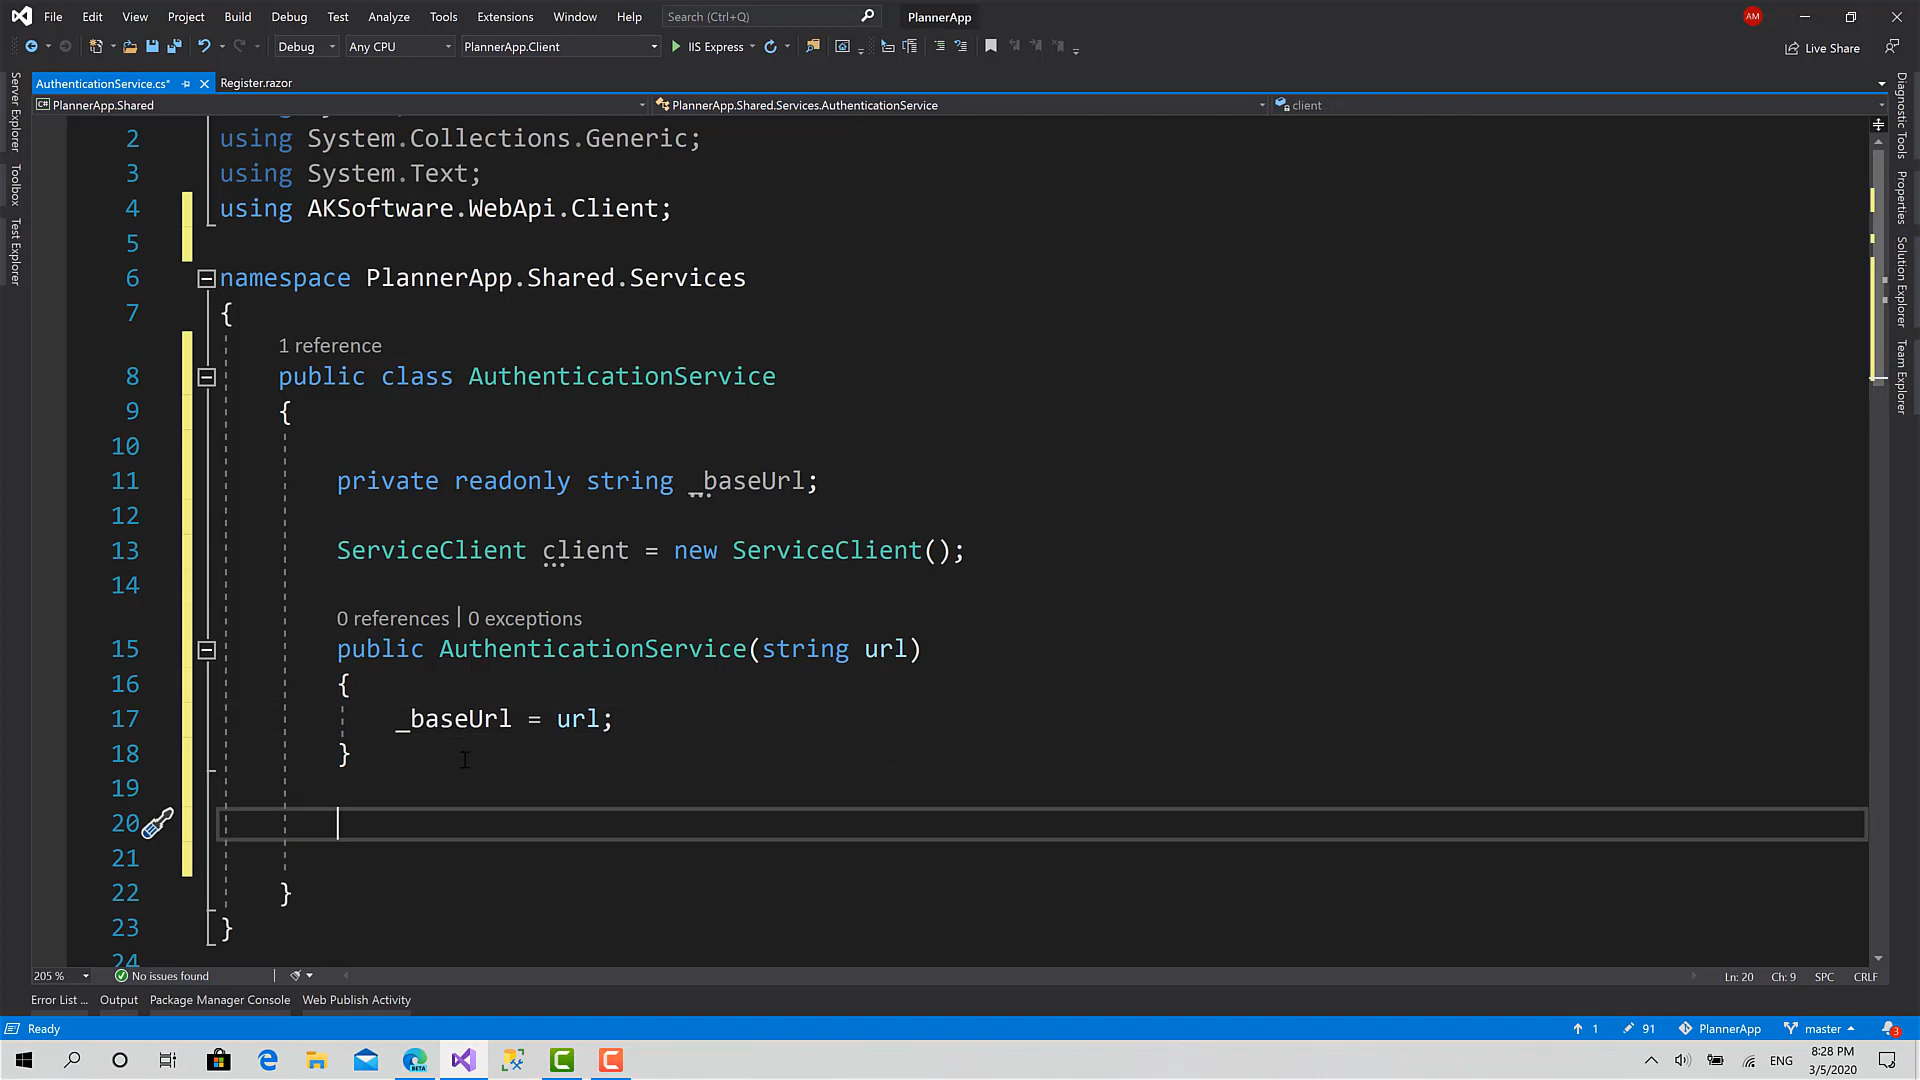 File Edit View Project Build Debug Test Analyze Tools Extensions Window Help Search (Ctrl+Q) PlannerApp AM
Debug Any CPU PlannerApp.Client IIS Express Live Share
AuthenticationService.cs* Register.razor
C# PlannerApp.Shared PlannerApp.Shared.Services.AuthenticationService client
Server Explorer
Toolbox
Test Explorer
Diagnostic Tools
Properties
Solution Explorer
Team Explorer
2 using System.Collections.Generic;
3 using System.Text;
4 using AKSoftware.WebApi.Client;
5
6 namespace PlannerApp.Shared.Services
7 {
1 reference
8 public class AuthenticationService
9 {
10
11 private readonly string _baseUrl;
12
13 ServiceClient client = new ServiceClient();
14
0 references | 0 exceptions
15 public AuthenticationService(string url)
16 {
17 _baseUrl = url;
18 }
19
20
21
22 }
23 }
24
205 % No issues found Ln: 20 Ch: 9 SPC CRLF
Error List ... Output Package Manager Console Web Publish Activity
Ready 1 91 PlannerApp master 3
BETA ENG 8:28 PM
3/5/2020